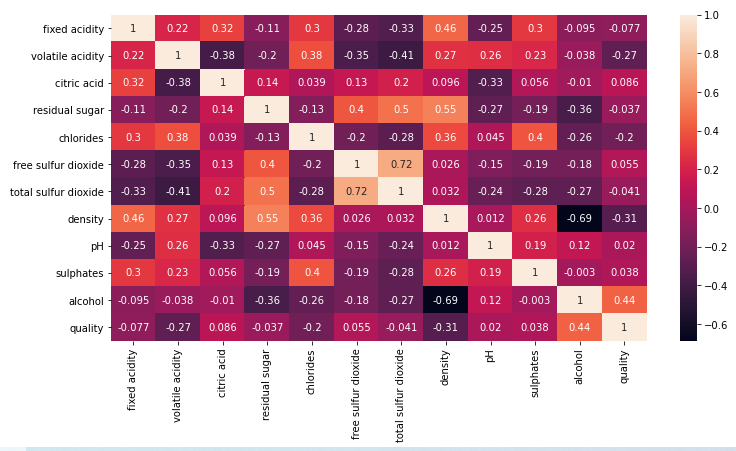 fixed acidity 1 0.22 0.32 -0.11 0.3 -0.28 -0.33 0.46 -0.25 0.3 -0.095 -0.077
volatile acidity 0.22 1 -0.38 -0.2 0.38 -0.35 -0.41 0.27 0.26 0.23 -0.038 -0.27
citric acid 0.32 -0.38 1 0.14 0.039 0.13 0.2 0.096 -0.33 0.056 -0.01 0.086
residual sugar -0.11 -0.2 0.14 1 -0.13 0.4 0.5 0.55 -0.27 -0.19 -0.36 -0.037
chlorides 0.3 0.38 0.039 -0.13 1 -0.2 -0.28 0.36 0.045 0.4 -0.26 -0.2
free sulfur dioxide -0.28 -0.35 0.13 0.4 -0.2 1 0.72 0.026 -0.15 -0.19 -0.18 0.055
total sulfur dioxide -0.33 -0.41 0.2 0.5 -0.28 0.72 1 0.032 -0.24 -0.28 -0.27 -0.041
density 0.46 0.27 0.096 0.55 0.36 0.026 0.032 1 0.012 0.26 -0.69 -0.31
pH -0.25 0.26 -0.33 -0.27 0.045 -0.15 -0.24 0.012 1 0.19 0.12 0.02
sulphates 0.3 0.23 0.056 -0.19 0.4 -0.19 -0.28 0.26 0.19 1 -0.003 0.038
alcohol -0.095 -0.038 -0.01 -0.36 -0.26 -0.18 -0.27 -0.69 0.12 -0.003 1 0.44
quality -0.077 -0.27 0.086 -0.037 -0.2 0.055 -0.041 -0.31 0.02 0.038 0.44 1
fixed acidity
volatile acidity
citric acid
residual sugar
chlorides
free sulfur dioxide
total sulfur dioxide
density
pH
sulphates
alcohol
quality
1.0
0.8
0.6
0.4
0.2
0.0
−0.2
−0.4
−0.6